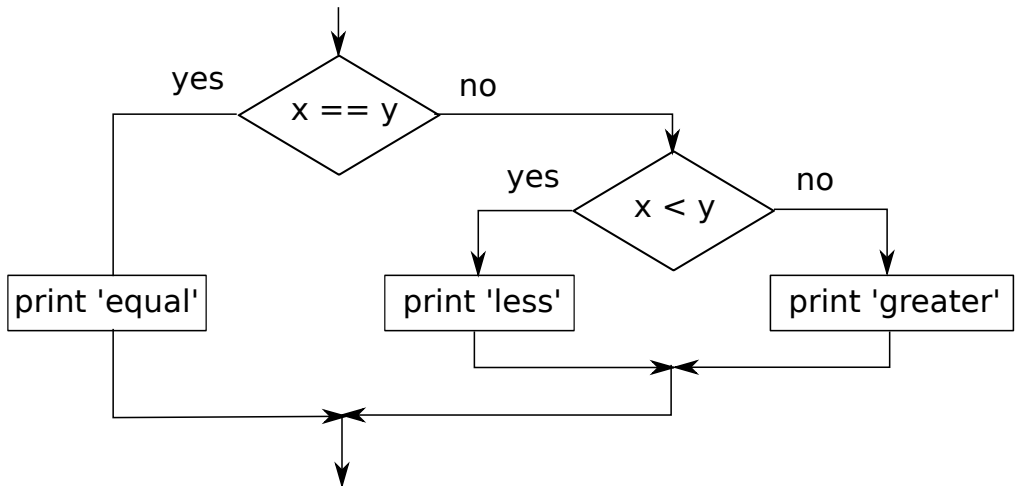 yes
no
x == y
yes
no
x < y
print 'equal'
print 'less'
print 'greater'